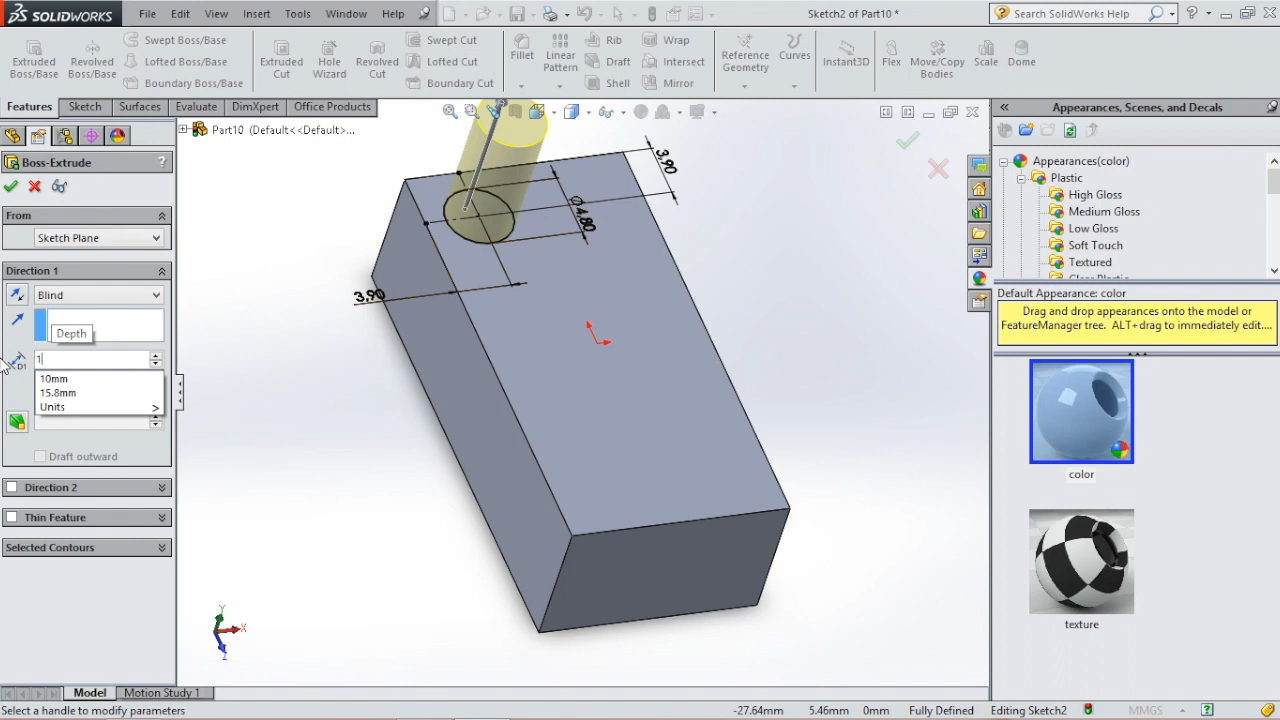 SOLIDWORKS
File Edit View Insert Tools Window Help
Sketch2 of Part10 *
Search SolidWorks Help
Extruded Boss/Base
Revolved Boss/Base
Swept Boss/Base
Lofted Boss/Base
Boundary Boss/Base
Extruded Cut
Hole Wizard
Revolved Cut
Swept Cut
Lofted Cut
Boundary Cut
Fillet
Linear Pattern
Rib
Draft
Shell
Wrap
Intersect
Mirror
Reference Geometry
Curves
Instant3D
Flex
Move/Copy Bodies
Scale
Dome
Features Sketch Surfaces Evaluate DimXpert Office Products
Part10 (Default<<Default>...
Boss-Extrude
?
From
Sketch Plane
Direction 1
Blind
Depth
1
10mm
15.8mm
Units >
Draft outward
Direction 2
Thin Feature
Selected Contours
3.90
Ø4.80
3.90
Y
X
Z
Appearances, Scenes, and Decals
Appearances(color)
Plastic
High Gloss
Medium Gloss
Low Gloss
Soft Touch
Textured
Clear Plastic
Default Appearance: color
Drag and drop appearances onto the model or
FeatureManager tree. ALT+drag to immediately edit....
color
texture
Model Motion Study 1
Select a handle to modify parameters
-27.64mm 5.46mm 0mm Fully Defined Editing Sketch2 MMGS